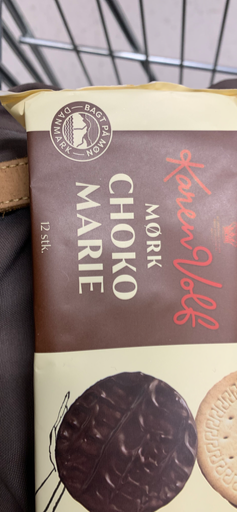 Karen Volf
MØRK
CHOKO
MARIE
12 stk.
BAGT PÅ MØN
DANMARK